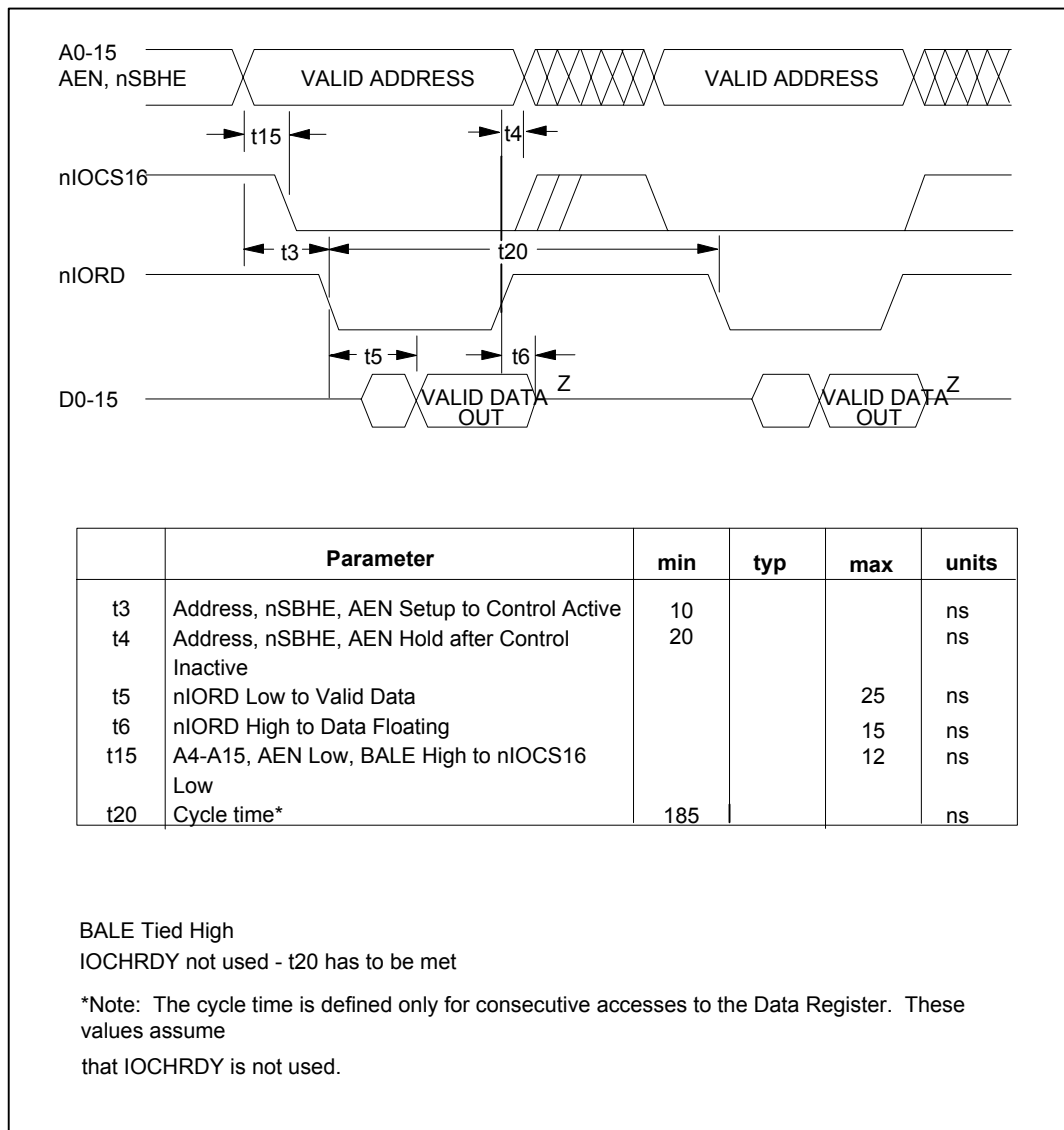 A0-15
AEN, nSBHE
VALID ADDRESS
VALID ADDRESS
t15
t4
nIOCS16
t3
t20
nIORD
t5
t6
D0-15
VALID DATA
OUT
Z
VALID DATA
OUT
Z
Parameter min typ max units
t3 Address, nSBHE, AEN Setup to Control Active 10 ns
t4 Address, nSBHE, AEN Hold after Control 20 ns
Inactive
t5 nIORD Low to Valid Data 25 ns
t6 nIORD High to Data Floating 15 ns
t15 A4-A15, AEN Low, BALE High to nIOCS16 12 ns
Low
t20 Cycle time* 185 ns
BALE Tied High
IOCHRDY not used - t20 has to be met
*Note: The cycle time is defined only for consecutive accesses to the Data Register. These
values assume
that IOCHRDY is not used.